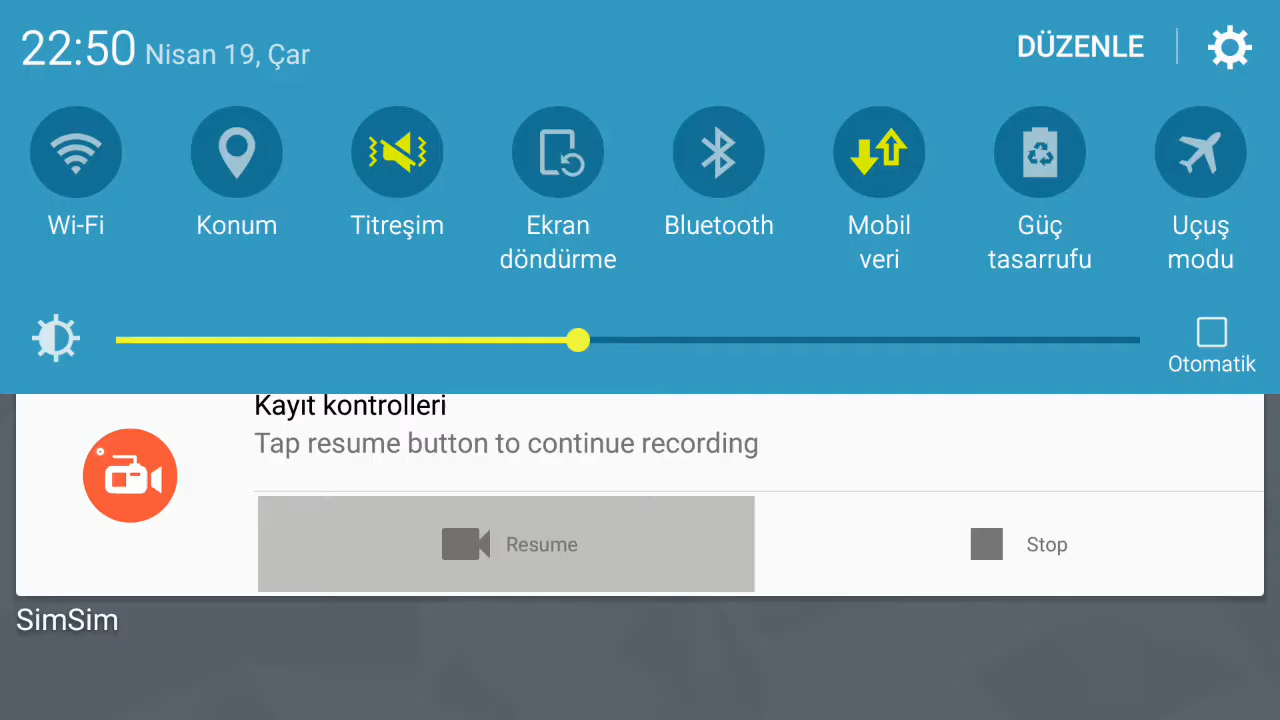 22:50 Nisan 19, Çar
DÜZENLE
Wi-Fi
Konum
Titreşim
Ekran
döndürme
Bluetooth
Mobil
veri
Güç
tasarrufu
Uçuş
modu
Otomatik
Kayıt kontrolleri
Tap resume button to continue recording
Resume
Stop
SimSim